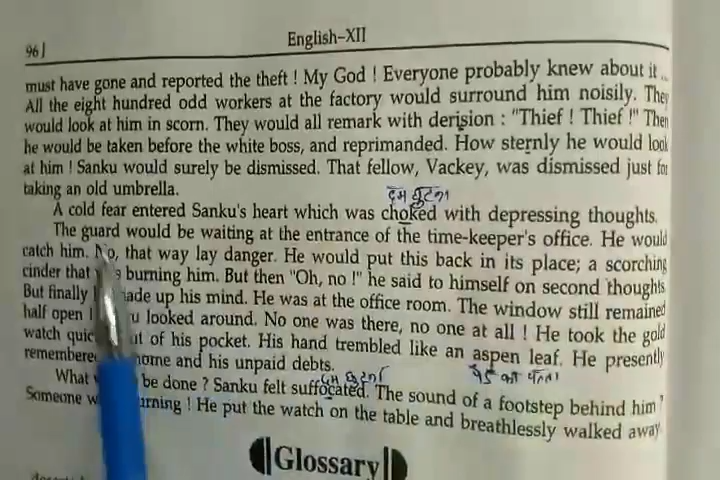 96]
English–XII
must have gone and reported the theft ! My God ! Everyone probably knew about it ..
All the eight hundred odd workers at the factory would surround him noisily. They
would look at him in scorn. They would all remark with derision : "Thief ! Thief !" Then
he would be taken before the white boss, and reprimanded. How sternly he would look
at him ! Sanku would surely be dismissed. That fellow, Vackey, was dismissed just for
taking an old umbrella.
दम घुटना
A cold fear entered Sanku's heart which was choked with depressing thoughts.
The guard would be waiting at the entrance of the time-keeper's office. He would
catch him. No, that way lay danger. He would put this back in its place; a scorching
cinder that burning him. But then "Oh, no !" he said to himself on second thoughts
But finally made up his mind. He was at the office room. The window still remained
half open ! looked around. No one was there, no one at all ! He took the gold
watch out of his pocket. His hand trembled like an aspen leaf. He presently
remembered home and his unpaid debts.
दम घुटना पेड़ का पत्ता
What be done ? Sanku felt suffocated. The sound of a footstep behind him ?
Someone ! He put the watch on the table and breathlessly walked away
Glossary